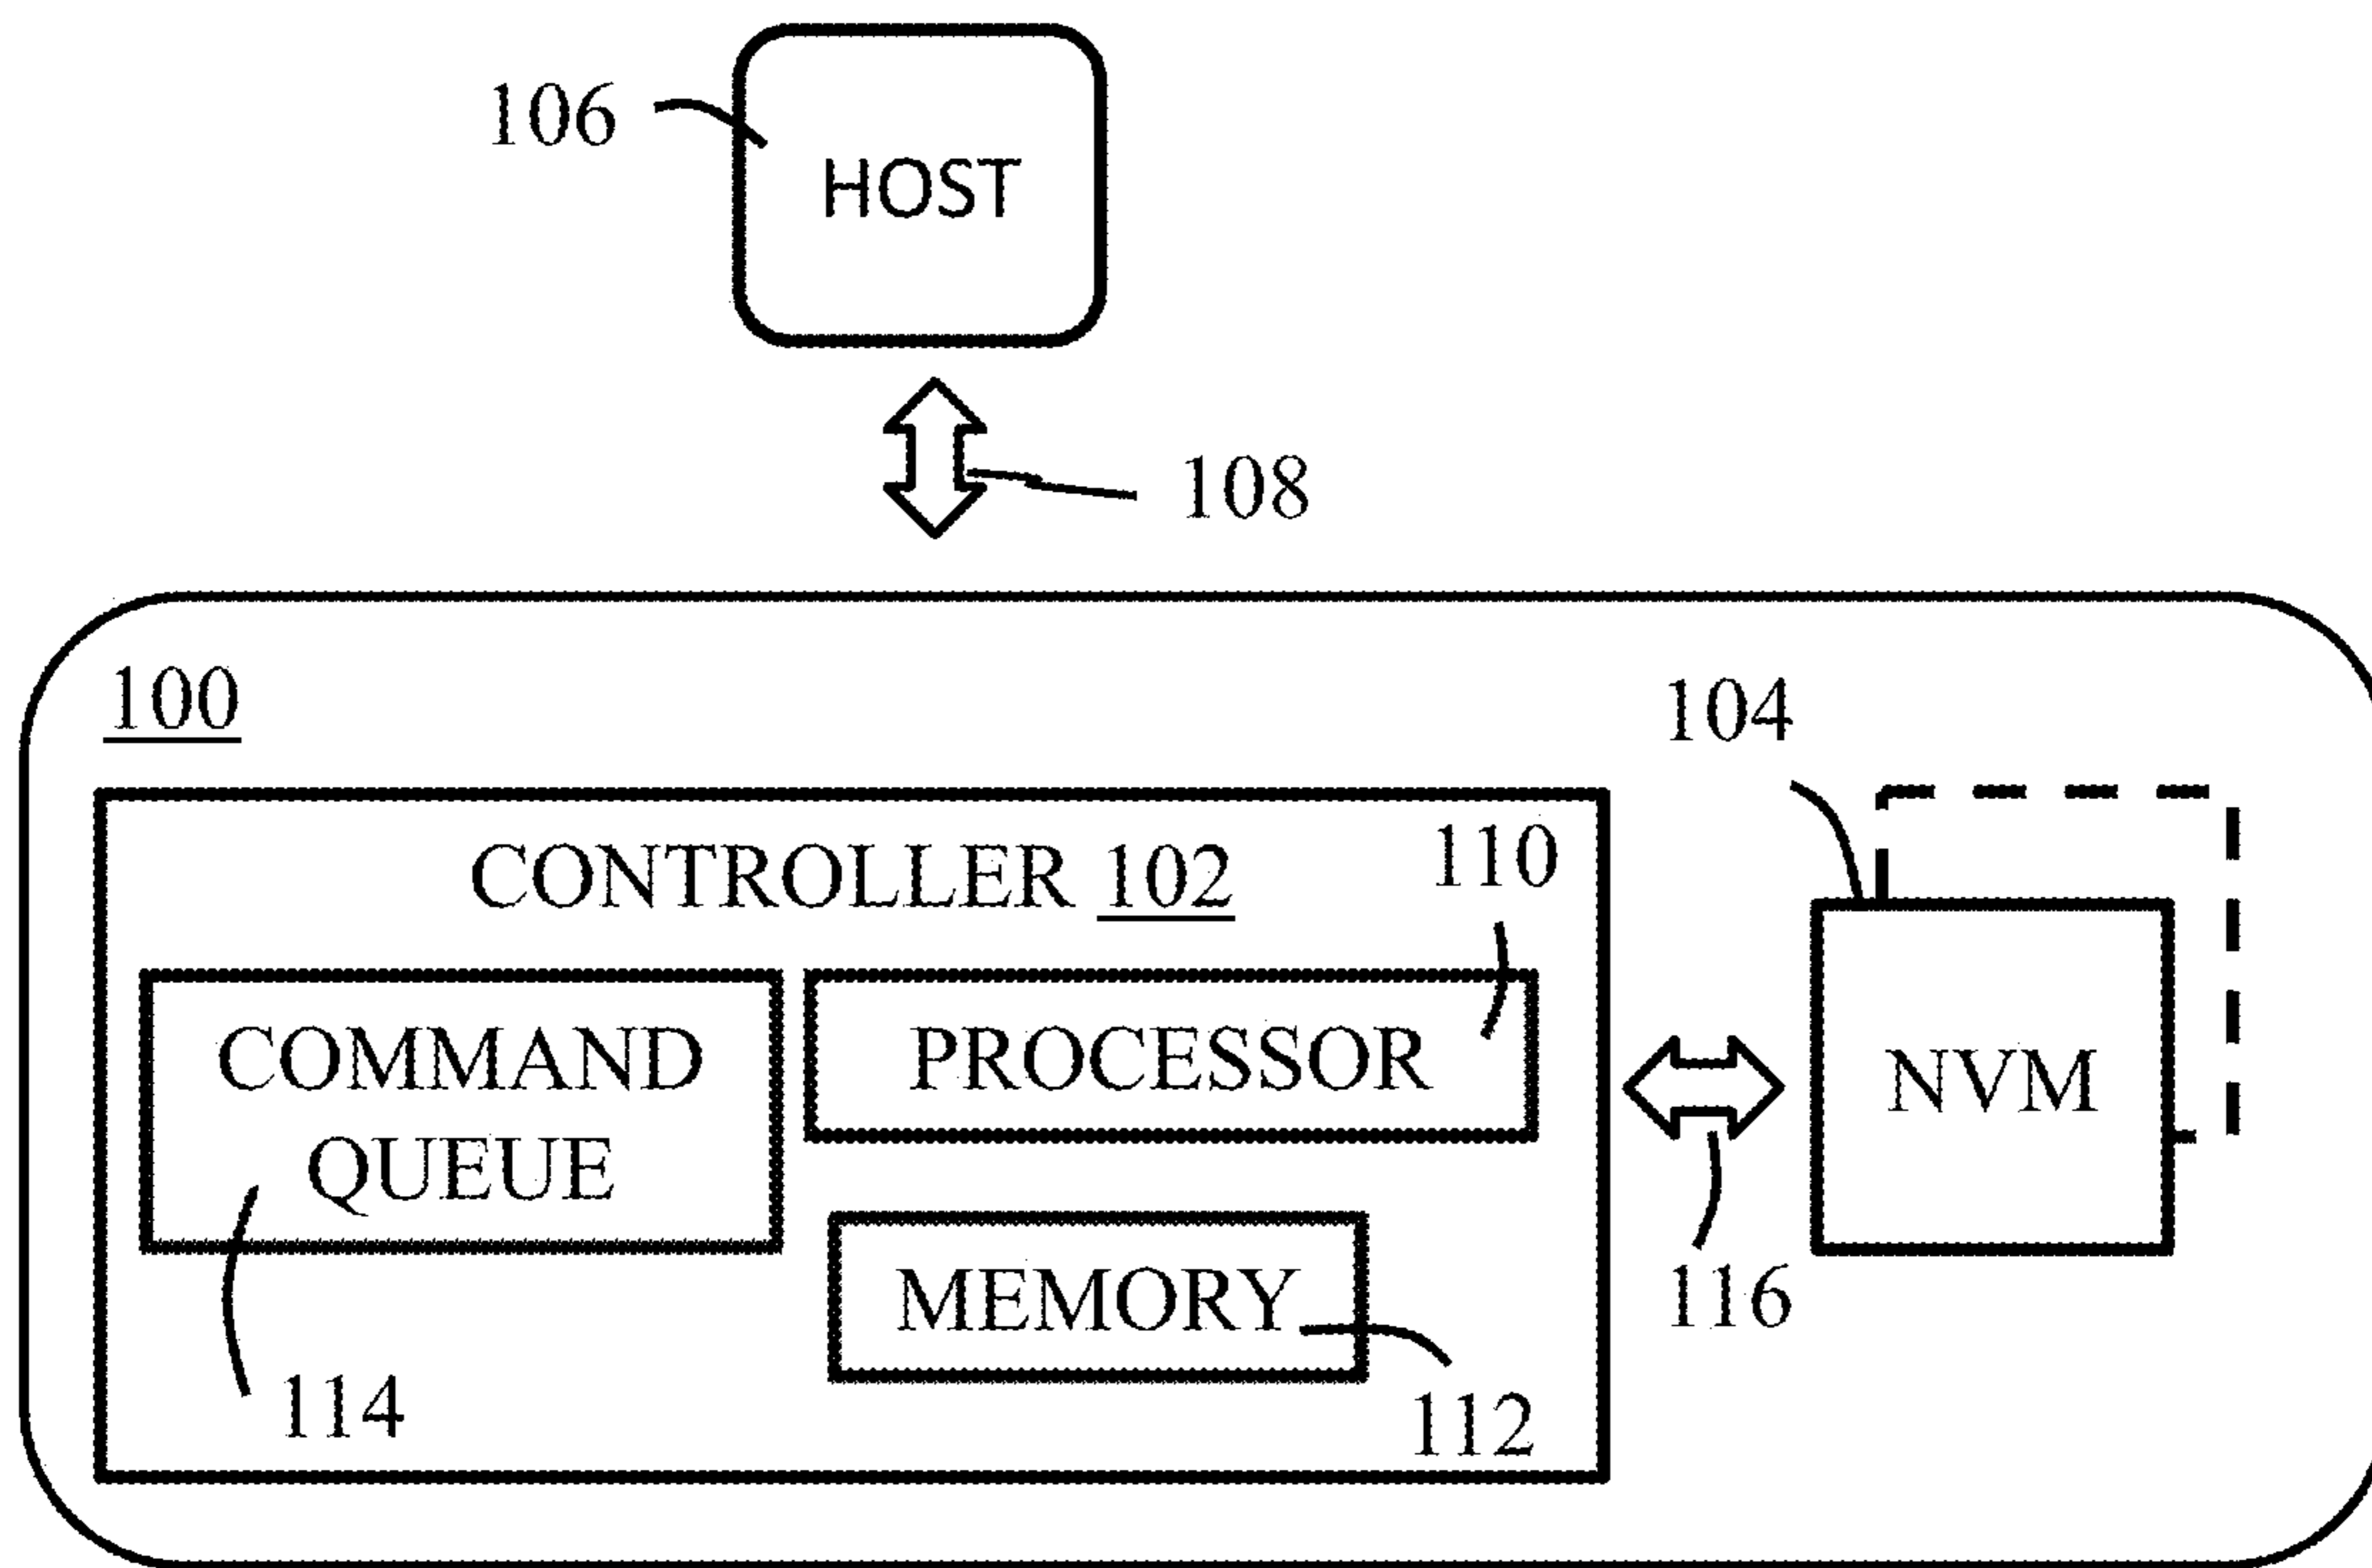 106
HOST
108
100
104
CONTROLLER 102
110
COMMAND
QUEUE
PROCESSOR
NVM
MEMORY
116
114
112